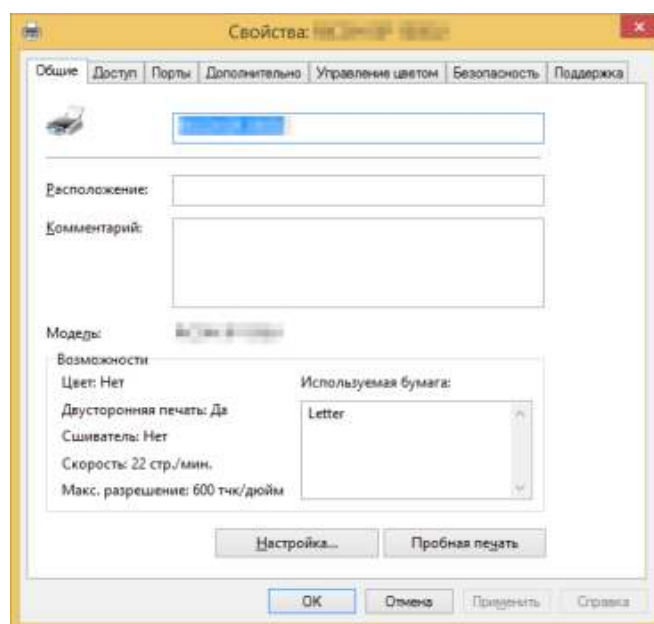 Свойства:
Общие Доступ Порты Дополнительно Управление цветом Безопасность Поддержка
Расположение:
Комментарий:
Модель:
Возможности
Цвет: Нет
Используемая бумага:
Двусторонняя печать: Да
Letter
Сшиватель: Нет
Скорость: 22 стр./мин.
Макс. разрешение: 600 тчк/дюйм
Настройка... Пробная печать
OK Отмена Применить Справка